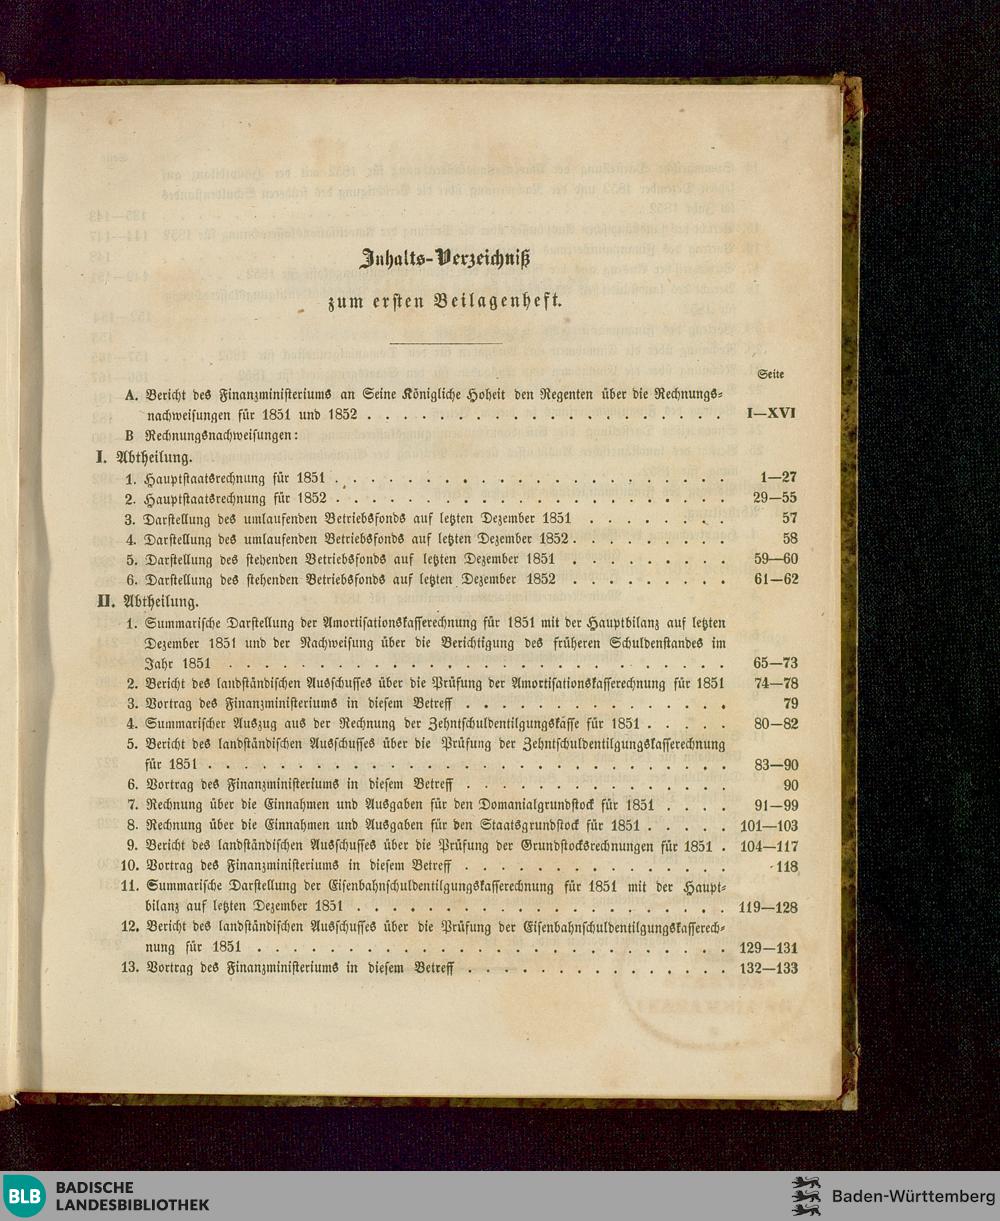 Inhalts-Verzeichniß
zum ersten Beilagenheft.
Seite
A. Bericht des Finanzministeriums an Seine Königliche Hoheit den Regenten über die Rechnungs-
nachweisungen für 1851 und 1852 . . . . . . . . . . . . . . . . . . . . I—XVI
B Rechnungsnachweisungen:
I. Abtheilung.
1. Hauptstaatsrechnung für 1851 . . . . . . . . . . . . . . . . . . . . . . 1—27
2. Hauptstaatsrechnung für 1852 . . . . . . . . . . . . . . . . . . . . . . 29—55
3. Darstellung des umlaufenden Betriebsfonds auf letzten Dezember 1851 . . . . . . . . 57
4. Darstellung des umlaufenden Betriebsfonds auf letzten Dezember 1852 . . . . . . . . . 58
5. Darstellung des stehenden Betriebsfonds auf letzten Dezember 1851 . . . . . . . . . 59—60
6. Darstellung des stehenden Betriebsfonds auf letzten Dezember 1852 . . . . . . . . . 61—62
II. Abtheilung.
1. Summarische Darstellung der Amortisationskasserechnung für 1851 mit der Hauptbilanz auf letzten
Dezember 1851 und der Nachweisung über die Berichtigung des früheren Schuldenstandes im
Jahr 1851 . . . . . . . . . . . . . . . . . . . . . . . . . . . . 65—73
2. Bericht des landständischen Ausschusses über die Prüfung der Amortisationskasserechnung für 1851 74—78
3. Vortrag des Finanzministeriums in diesem Betreff . . . . . . . . . . . . . . . 79
4. Summarischer Auszug aus der Rechnung der Zehntschuldentilgungskasse für 1851 . . . . . 80—82
5. Bericht des landständischen Ausschusses über die Prüfung der Zehntschuldentilgungskasserechnung
für 1851 . . . . . . . . . . . . . . . . . . . . . . . . . . . . . 83—90
6. Vortrag des Finanzministeriums in diesem Betreff . . . . . . . . . . . . . . . 90
7. Rechnung über die Einnahmen und Ausgaben für den Domanialgrundstock für 1851 . . . . 91—99
8. Rechnung über die Einnahmen und Ausgaben für den Staatsgrundstock für 1851 . . . . . 101—103
9. Bericht des landständischen Ausschusses über die Prüfung der Grundstocksrechnungen für 1851 . 104—117
10. Vortrag des Finanzministeriums in diesem Betreff . . . . . . . . . . . . . . . 118
11. Summarische Darstellung der Eisenbahnschuldentilgungskasserechnung für 1851 mit der Haupt-
bilanz auf letzten Dezember 1851 . . . . . . . . . . . . . . . . . . . . . 119—128
12. Bericht des landständischen Ausschusses über die Prüfung der Eisenbahnschuldentilgungskasserech-
nung für 1851 . . . . . . . . . . . . . . . . . . . . . . . . . . 129—131
13. Vortrag des Finanzministeriums in diesem Betreff . . . . . . . . . . . . . . . 132—133
BLB BADISCHE
LANDESBIBLIOTHEK
Baden-Württemberg